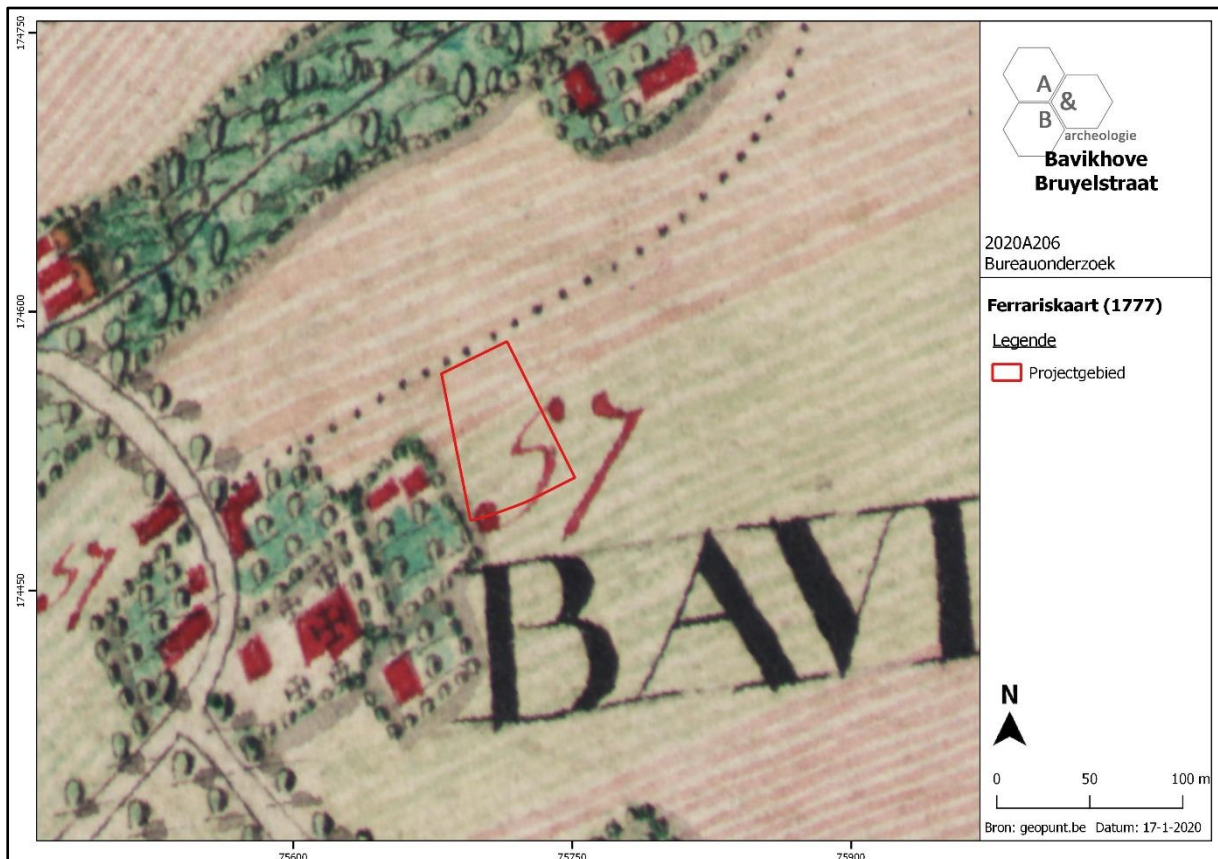 174750
174600
174450
75600
75750
75900
57
57
BAVI
A
&
B
archeologie
Bavikhove
Bruyelstraat
2020A206
Bureauonderzoek
Ferrariskaart (1777)
Legende
Projectgebied
N
0 50 100 m
Bron: geopunt.be Datum: 17-1-2020